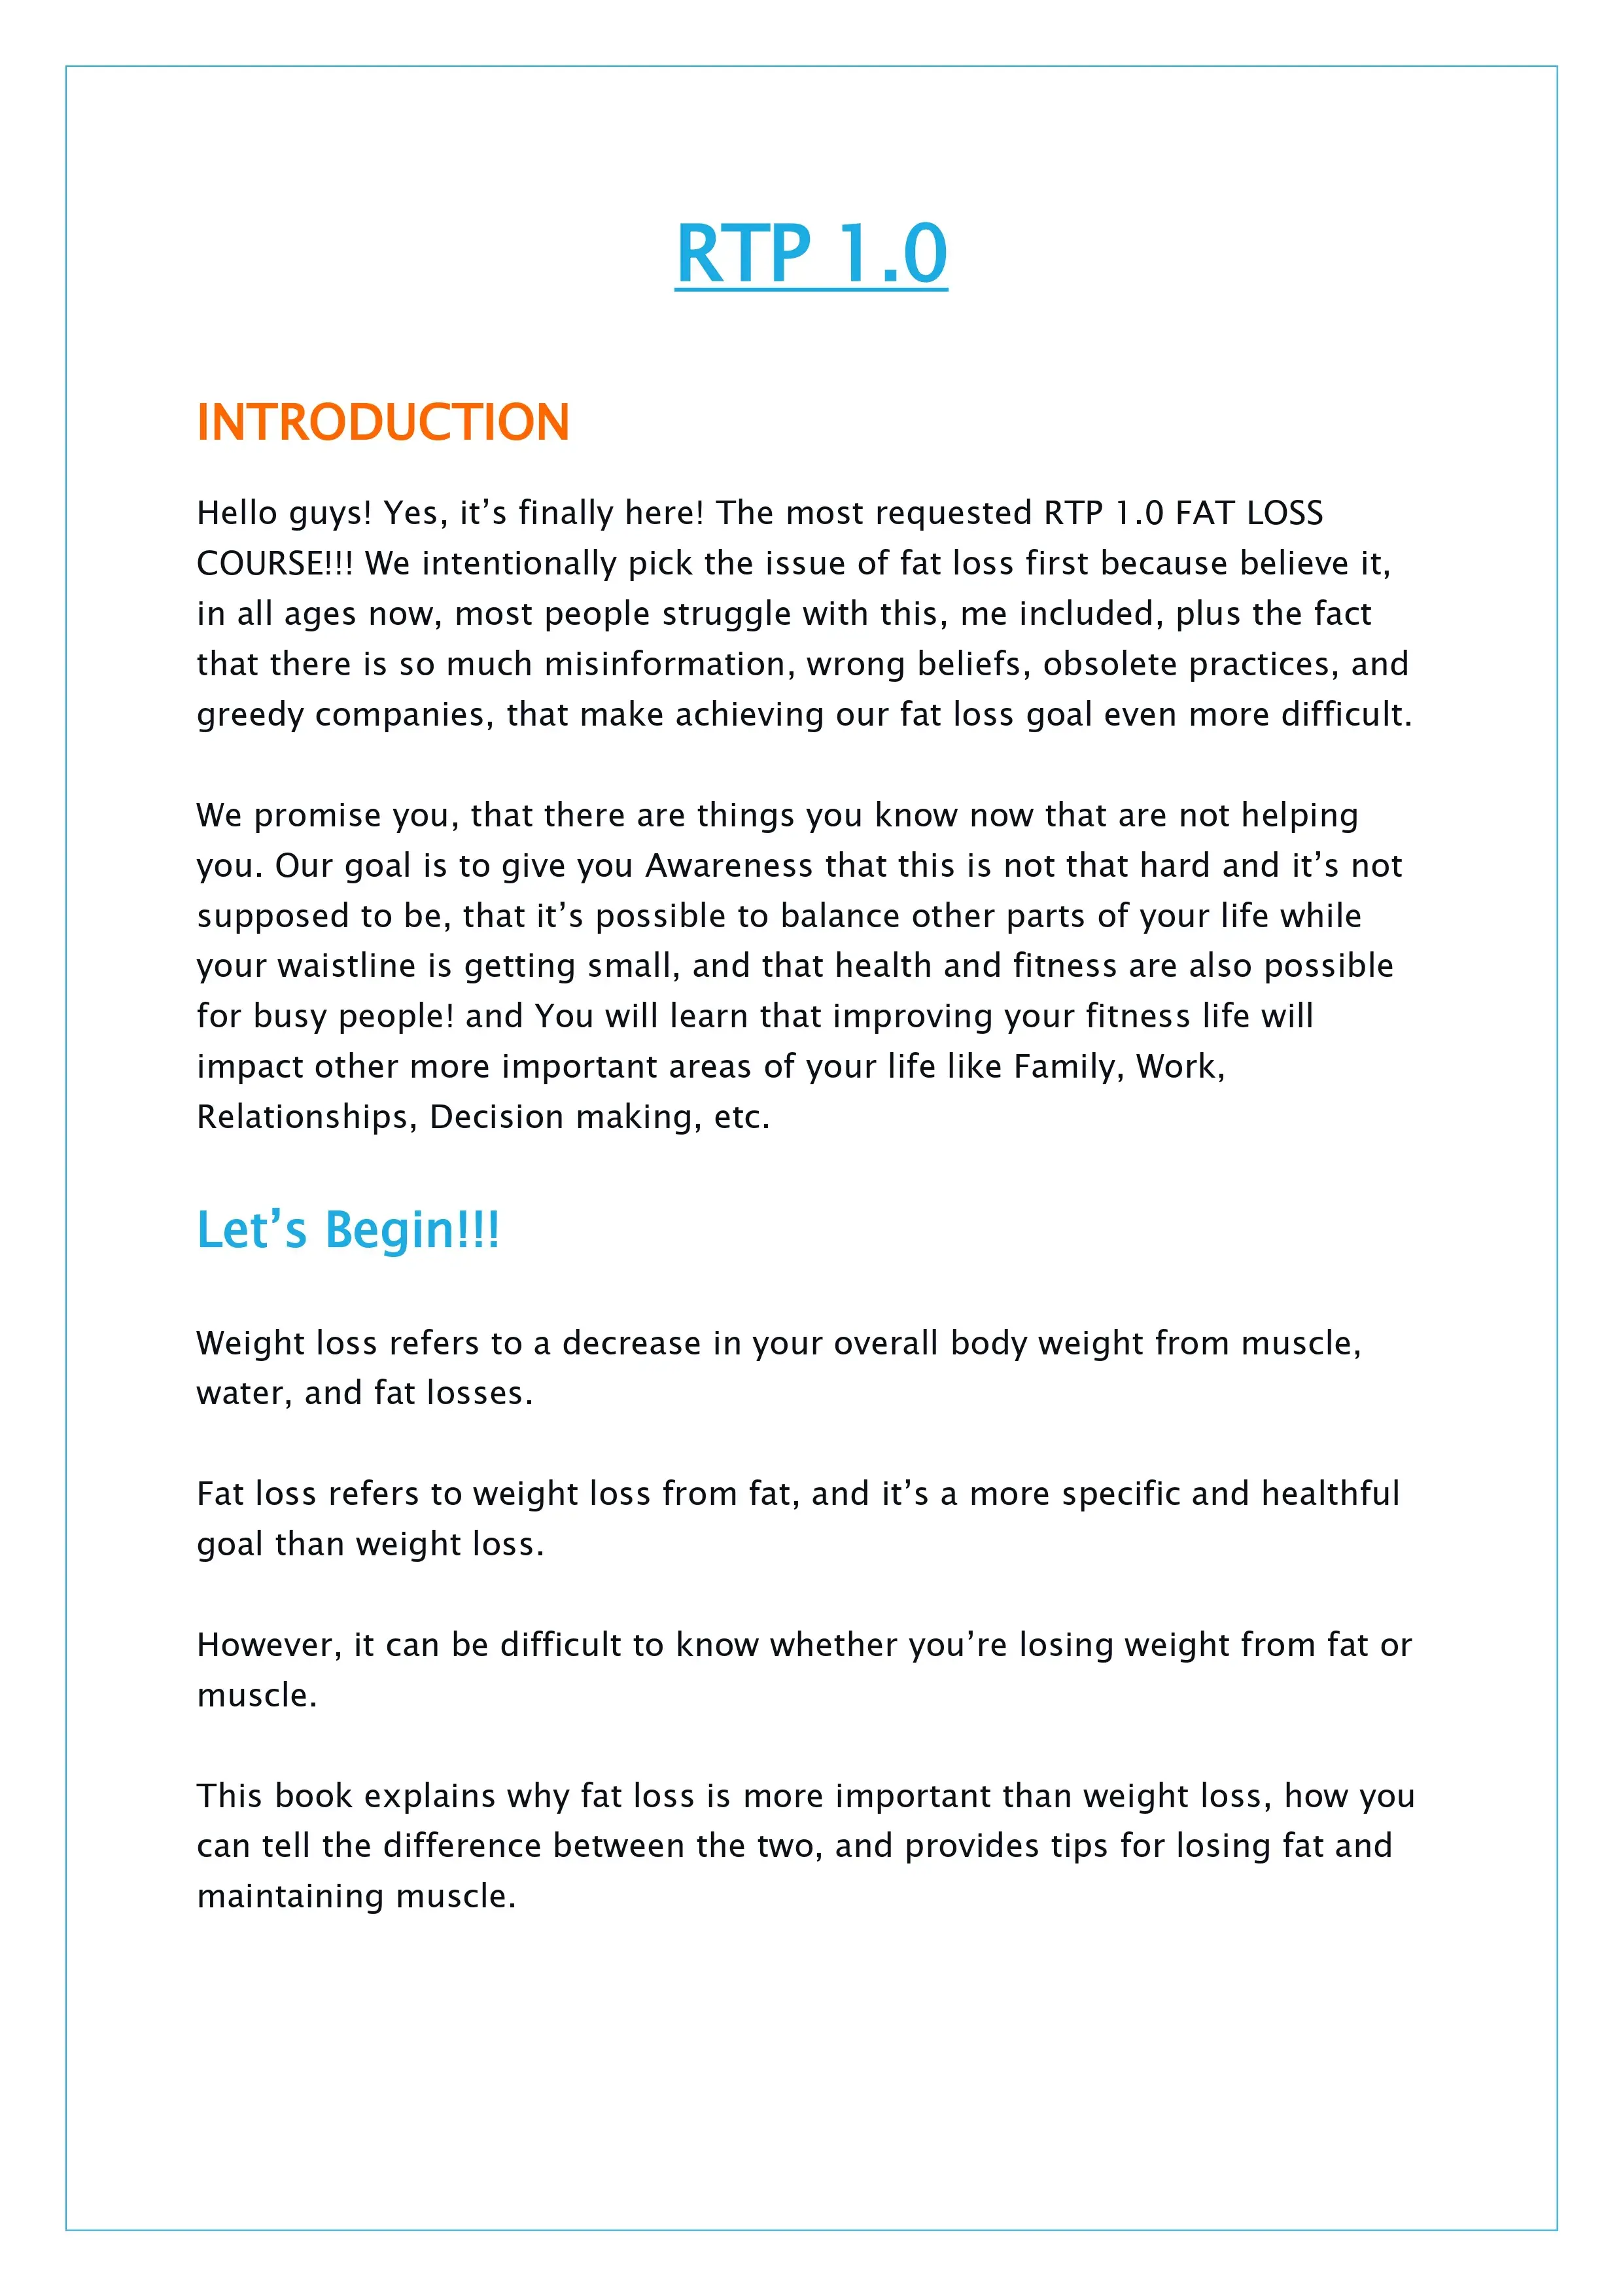 RTP 1.0
INTRODUCTION
Hello guys! Yes, it’s finally here! The most requested RTP 1.0 FAT LOSS
COURSE!!! We intentionally pick the issue of fat loss first because believe it,
in all ages now, most people struggle with this, me included, plus the fact
that there is so much misinformation, wrong beliefs, obsolete practices, and
greedy companies, that make achieving our fat loss goal even more difficult.
We promise you, that there are things you know now that are not helping
you. Our goal is to give you Awareness that this is not that hard and it’s not
supposed to be, that it’s possible to balance other parts of your life while
your waistline is getting small, and that health and fitness are also possible
for busy people! and You will learn that improving your fitness life will
impact other more important areas of your life like Family, Work,
Relationships, Decision making, etc.
Let’s Begin!!!
Weight loss refers to a decrease in your overall body weight from muscle,
water, and fat losses.
Fat loss refers to weight loss from fat, and it’s a more specific and healthful
goal than weight loss.
However, it can be difficult to know whether you’re losing weight from fat or
muscle.
This book explains why fat loss is more important than weight loss, how you
can tell the difference between the two, and provides tips for losing fat and
maintaining muscle.